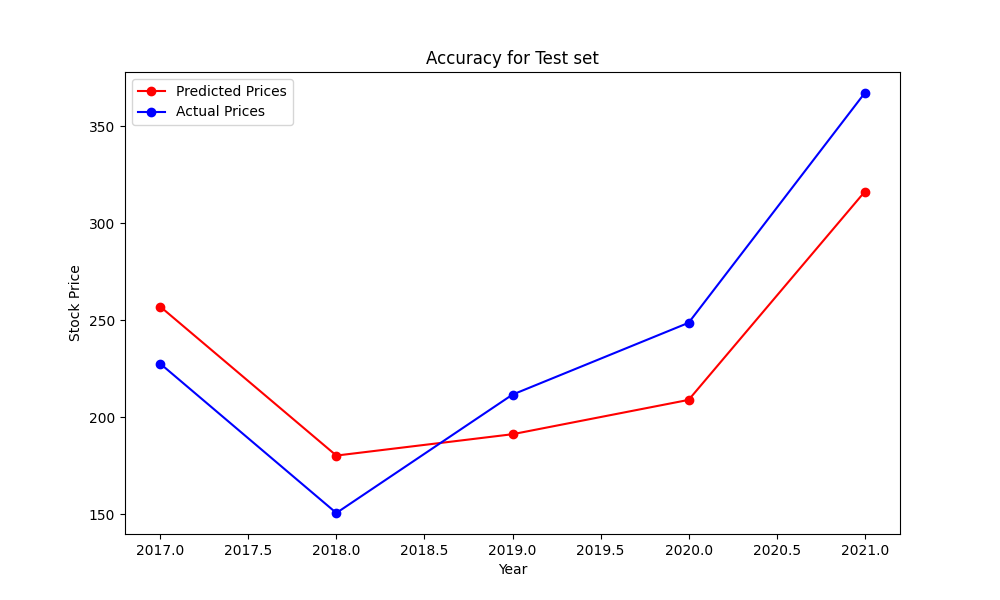 Accuracy for Test set
Predicted Prices
Actual Prices
350
300
250
200
150
Stock Price
2017.0 2017.5 2018.0 2018.5 2019.0 2019.5 2020.0 2020.5 2021.0
Year